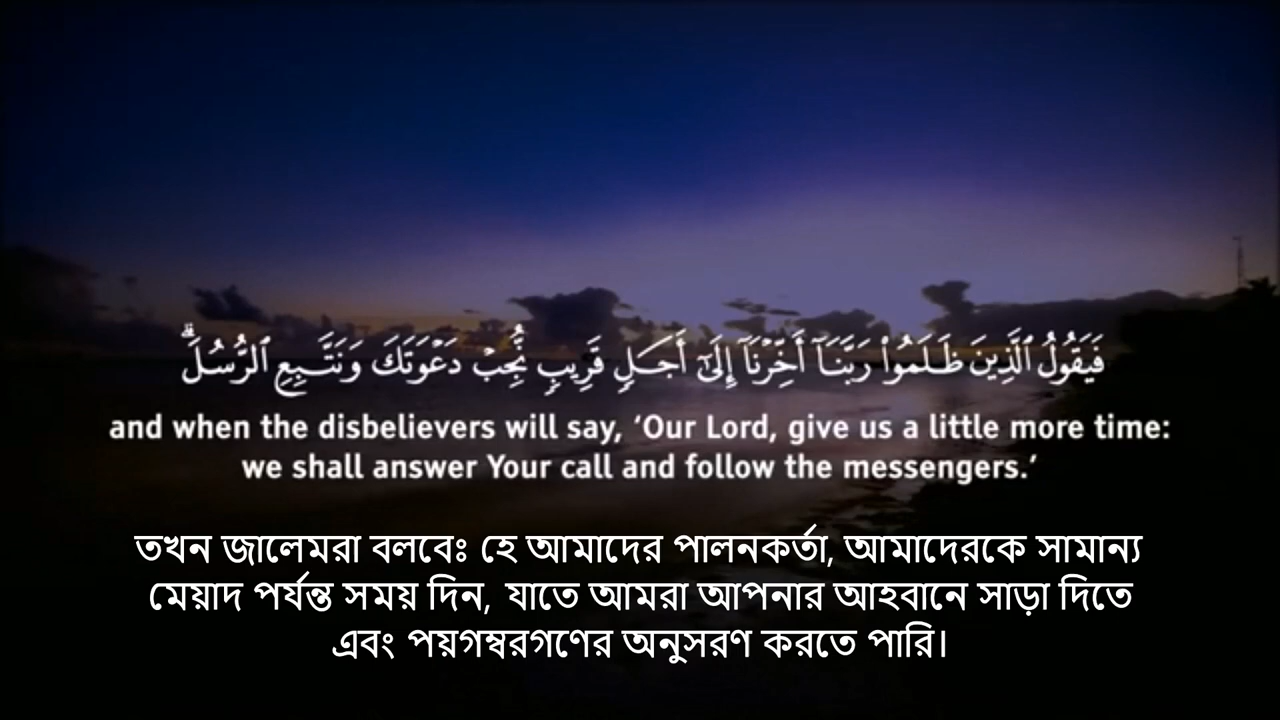 فَيَقُولُ ٱلَّذِينَ ظَلَمُوا۟ رَبَّنَآ أَخِّرْنَآ إِلَىٰٓ أَجَلٍ قَرِيبٍ نُّجِبْ دَعْوَتَكَ وَنَتَّبِعِ ٱلرُّسُلَ ۗ
and when the disbelievers will say, ‘Our Lord, give us a little more time:
we shall answer Your call and follow the messengers.’
তখন জালেমরা বলবেঃ হে আমাদের পালনকর্তা, আমাদেরকে সামান্য
মেয়াদ পর্যন্ত সময় দিন, যাতে আমরা আপনার আহবানে সাড়া দিতে
এবং পয়গম্বরগণের অনুসরণ করতে পারি।